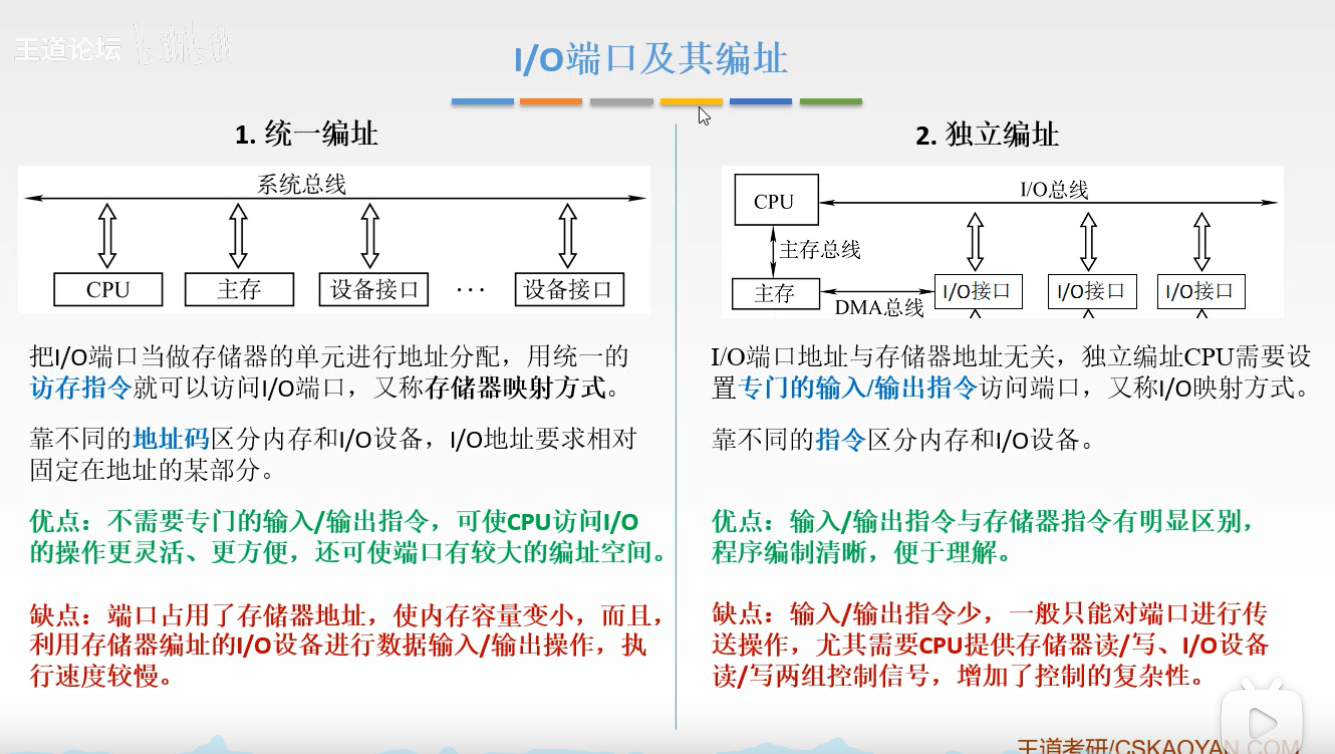 王道论坛 bilibili
I/O端口及其编址
1. 统一编址
系统总线
CPU
主存
设备接口
···
设备接口
把I/O端口当做存储器的单元进行地址分配，用统一的
访存指令就可以访问I/O端口，又称存储器映射方式。
靠不同的地址码区分内存和I/O设备，I/O地址要求相对
固定在地址的某部分。
优点：不需要专门的输入/输出指令，可使CPU访问I/O
的操作更灵活、更方便，还可使端口有较大的编址空间。
缺点：端口占用了存储器地址，使内存容量变小，而且，
利用存储器编址的I/O设备进行数据输入/输出操作，执
行速度较慢。
2. 独立编址
CPU
I/O总线
主存总线
主存
DMA总线
I/O接口
I/O接口
I/O接口
I/O端口地址与存储器地址无关，独立编址CPU需要设
置专门的输入/输出指令访问端口，又称I/O映射方式。
靠不同的指令区分内存和I/O设备。
优点：输入/输出指令与存储器指令有明显区别，
程序编制清晰，便于理解。
缺点：输入/输出指令少，一般只能对端口进行传
送操作，尤其需要CPU提供存储器读/写、I/O设备
读/写两组控制信号，增加了控制的复杂性。
王道考研/CSKAOYAN.COM